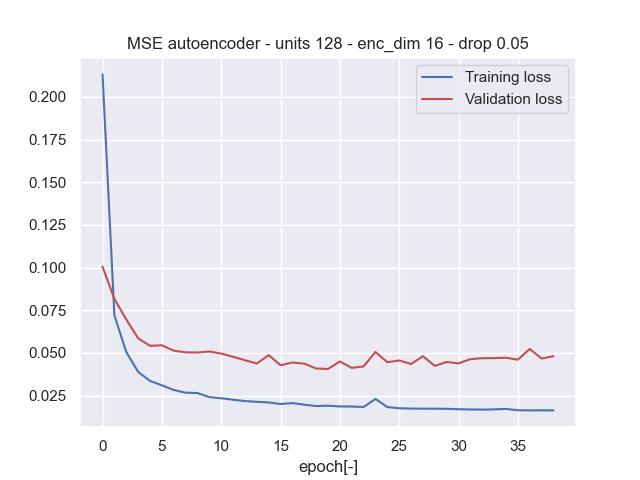 MSE autoencoder - units 128 - enc_dim 16 - drop 0.05
Training loss
Validation loss
0.200
0.175
0.150
0.125
0.100
0.075
0.050
0.025
0 5 10 15 20 25 30 35
epoch[-]